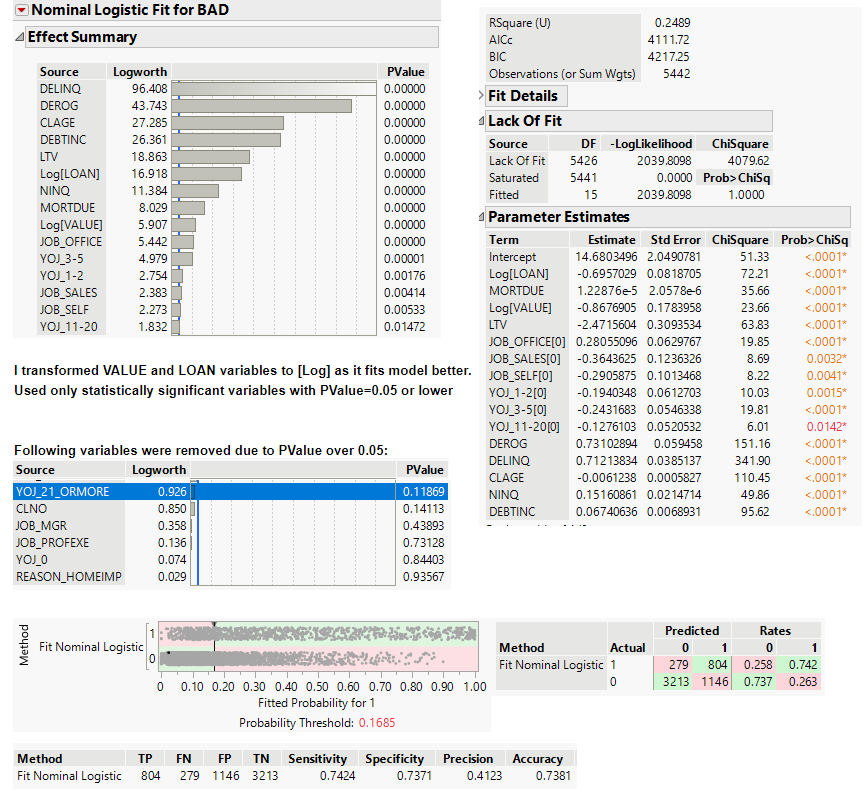 Nominal Logistic Fit for BAD
Effect Summary
Source Logworth PValue
DELINQ 96.408 0.00000
DEROG 43.743 0.00000
CLAGE 27.285 0.00000
DEBTINC 26.361 0.00000
LTV 18.863 0.00000
Log[LOAN] 16.918 0.00000
NINQ 11.384 0.00000
MORTDUE 8.029 0.00000
Log[VALUE] 5.907 0.00000
JOB_OFFICE 5.442 0.00000
YOJ_3-5 4.979 0.00001
YOJ_1-2 2.754 0.00176
JOB_SALES 2.383 0.00414
JOB_SELF 2.273 0.00533
YOJ_11-20 1.832 0.01472
I transformed VALUE and LOAN variables to [Log] as it fits model better.
Used only statistically significant variables with PValue=0.05 or lower
Following variables were removed due to PValue over 0.05:
Source Logworth PValue
YOJ_21_ORMORE 0.926 0.11869
CLNO 0.850 0.14113
JOB_MGR 0.358 0.43893
JOB_PROFEXE 0.136 0.73128
YOJ_0 0.074 0.84403
REASON_HOMEIMP 0.029 0.93567
RSquare (U) 0.2489
AICc 4111.72
BIC 4217.25
Observations (or Sum Wgts) 5442
Fit Details
Lack Of Fit
Source DF -LogLikelihood ChiSquare
Lack Of Fit 5426 2039.8098 4079.62
Saturated 5441 0.0000 Prob>ChiSq
Fitted 15 2039.8098 1.0000
Parameter Estimates
Term Estimate Std Error ChiSquare Prob>ChiSq
Intercept 14.6803496 2.0490781 51.33 <.0001*
Log[LOAN] -0.6957029 0.0818705 72.21 <.0001*
MORTDUE 1.22876e-5 2.0578e-6 35.66 <.0001*
Log[VALUE] -0.8676905 0.1783958 23.66 <.0001*
LTV -2.4715604 0.3093534 63.83 <.0001*
JOB_OFFICE[0] 0.28055096 0.0629767 19.85 <.0001*
JOB_SALES[0] -0.3643625 0.1236326 8.69 0.0032*
JOB_SELF[0] -0.2905875 0.1013468 8.22 0.0041*
YOJ_1-2[0] -0.1940348 0.0612703 10.03 0.0015*
YOJ_3-5[0] -0.2431683 0.0546338 19.81 <.0001*
YOJ_11-20[0] -0.1276103 0.0520532 6.01 0.0142*
DEROG 0.73102894 0.059458 151.16 <.0001*
DELINQ 0.71213834 0.0385137 341.90 <.0001*
CLAGE -0.0061238 0.0005827 110.45 <.0001*
NINQ 0.15160861 0.0214714 49.86 <.0001*
DEBTINC 0.06740636 0.0068931 95.62 <.0001*
Method
Fit Nominal Logistic
1
0
0 0.10 0.20 0.30 0.40 0.50 0.60 0.70 0.80 0.90 1.00
Fitted Probability for 1
Probability Threshold: 0.1685
Predicted Rates
Method Actual 0 1 0 1
Fit Nominal Logistic 1 279 804 0.258 0.742
0 3213 1146 0.737 0.263
Method TP FN FP TN Sensitivity Specificity Precision Accuracy
Fit Nominal Logistic 804 279 1146 3213 0.7424 0.7371 0.4123 0.7381